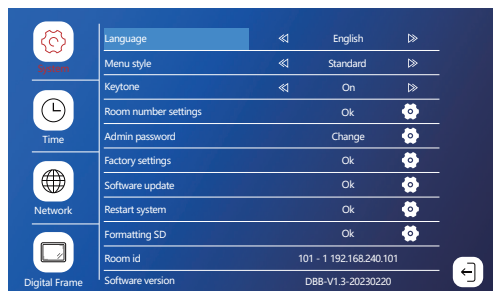 Language English
Menu style Standard
Keytone On
Room number settings Ok
Admin password Change
Time
Factory settings Ok
Software update Ok
Network
Restart system Ok
Formatting SD Ok
Room id 101 - 1 192.168.240.101
Digital Frame
Software version DBB-V1.3-20230220